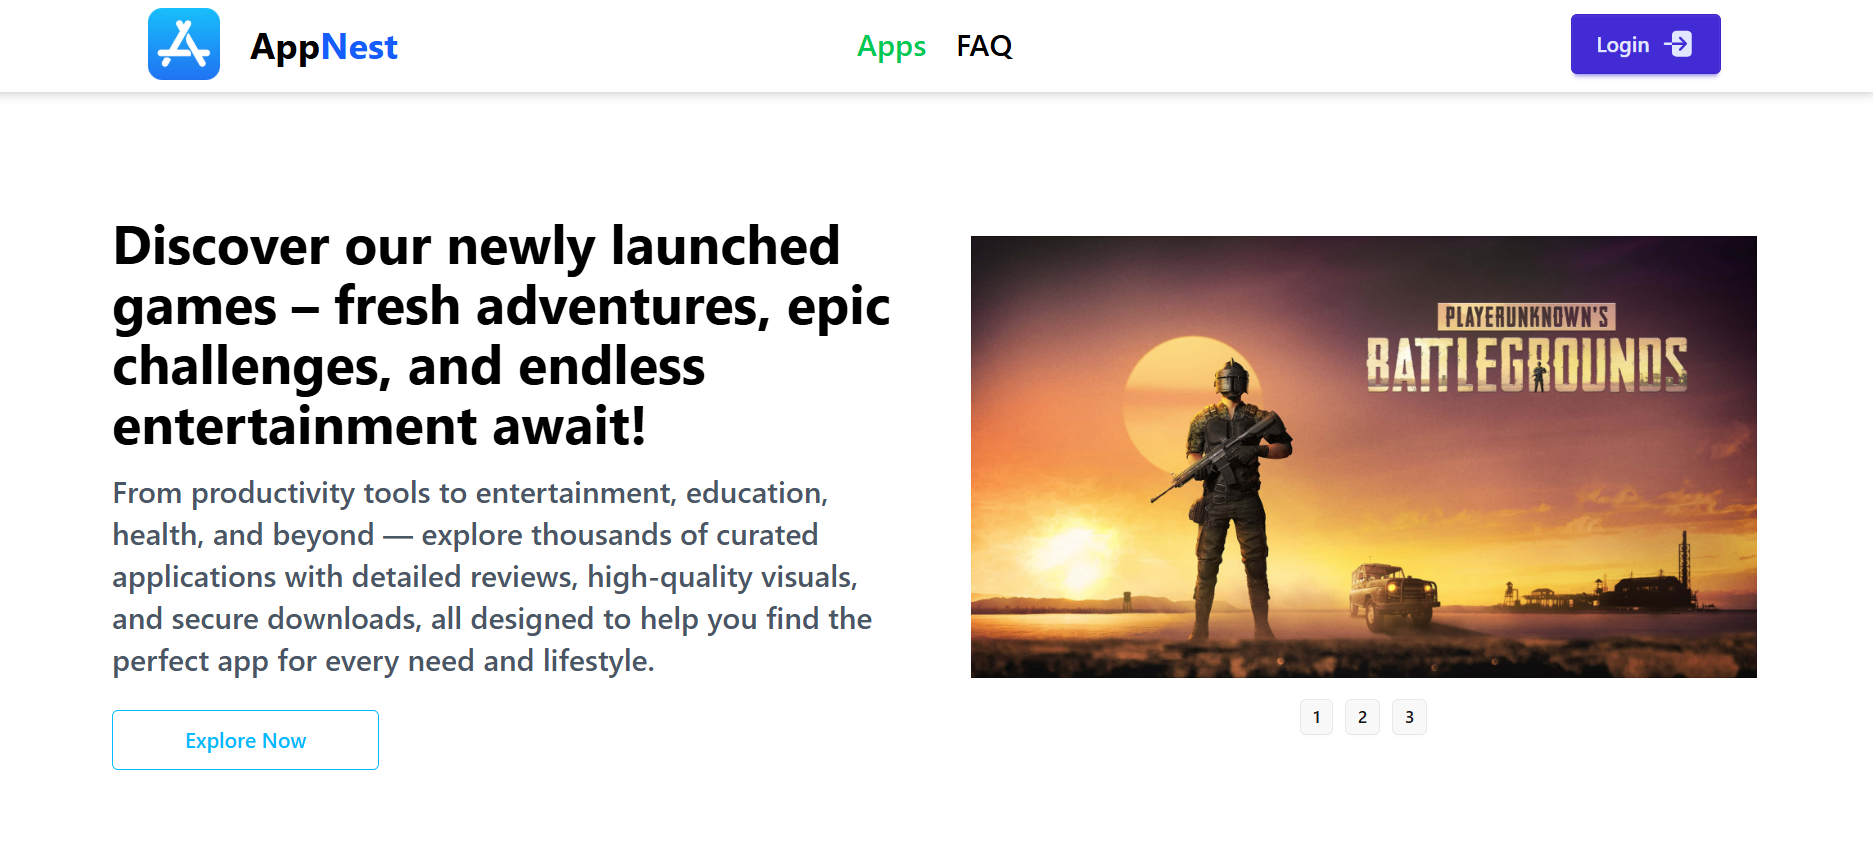 AppNest
Apps
FAQ
Login
Discover our newly launched
games – fresh adventures, epic
challenges, and endless
entertainment await!
From productivity tools to entertainment, education,
health, and beyond — explore thousands of curated
applications with detailed reviews, high-quality visuals,
and secure downloads, all designed to help you find the
perfect app for every need and lifestyle.
Explore Now
PLAYERUNKNOWN'S
BATTLEGROUNDS
1
2
3